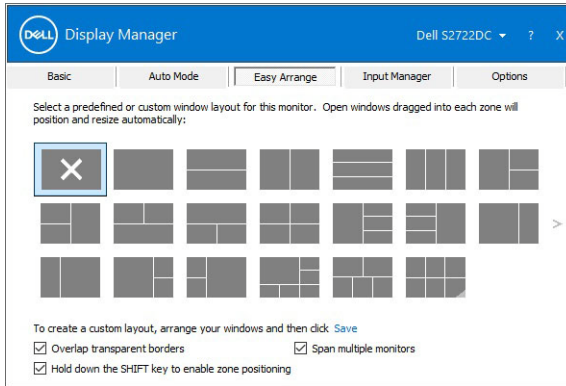 DELL Display Manager Dell S2722DC ? X
Basic Auto Mode Easy Arrange Input Manager Options
Select a predefined or custom window layout for this monitor. Open windows dragged into each zone will
position and resize automatically:
To create a custom layout, arrange your windows and then click Save
Overlap transparent borders Span multiple monitors
Hold down the SHIFT key to enable zone positioning